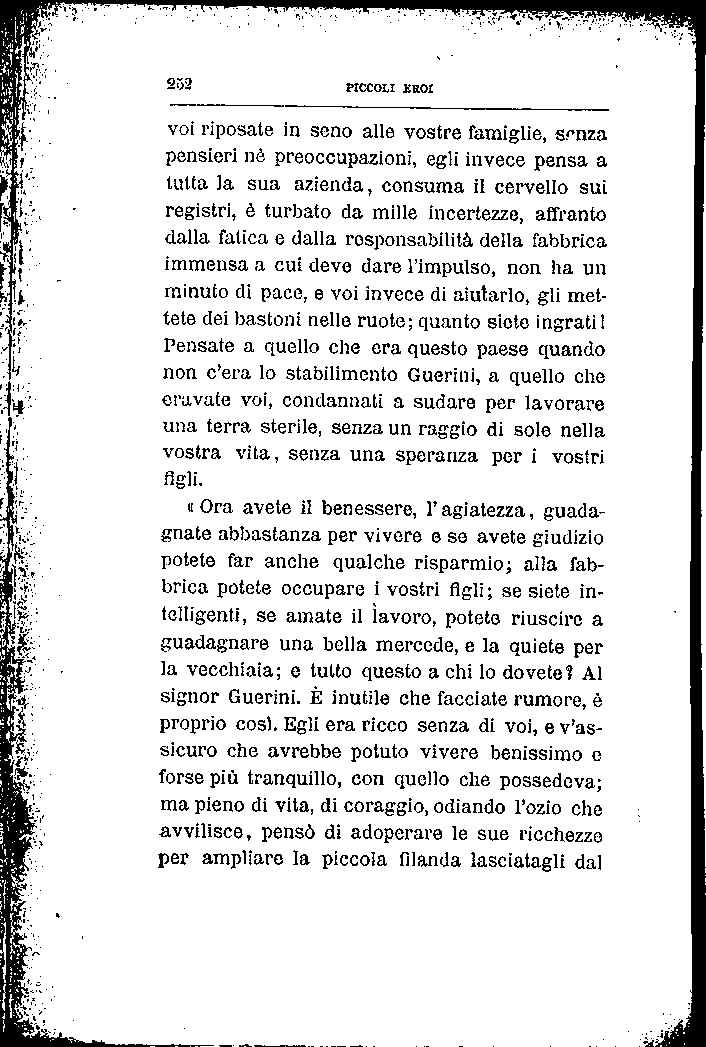 252 PICCOLI EROI
voi riposate in seno alle vostre famiglie, senza
pensieri nè preoccupazioni, egli invece pensa a
tutta la sua azienda, consuma il cervello sui
registri, è turbato da mille incertezze, affranto
dalla fatica e dalla responsabilità della fabbrica
immensa a cui deve dare l'impulso, non ha un
minuto di pace, e voi invece di aiutarlo, gli met-
tete dei bastoni nelle ruote; quanto siete ingrati!
Pensate a quello che era questo paese quando
non c'era lo stabilimento Guerini, a quello che
eravate voi, condannati a sudare per lavorare
una terra sterile, senza un raggio di sole nella
vostra vita, senza una speranza per i vostri
figli.
« Ora avete il benessere, l'agiatezza, guada-
gnate abbastanza per vivere e se avete giudizio
potete far anche qualche risparmio; alla fab-
brica potete occupare i vostri figli; se siete in-
telligenti, se amate il lavoro, potete riuscire a
guadagnare una bella mercede, e la quiete per
la vecchiaia; e tutto questo a chi lo dovete? Al
signor Guerini. È inutile che facciate rumore, è
proprio così. Egli era ricco senza di voi, e v'as-
sicuro che avrebbe potuto vivere benissimo e
forse più tranquillo, con quello che possedeva;
ma pieno di vita, di coraggio, odiando l'ozio che
avvilisce, pensò di adoperare le sue ricchezze
per ampliare la piccola filanda lasciatagli dal